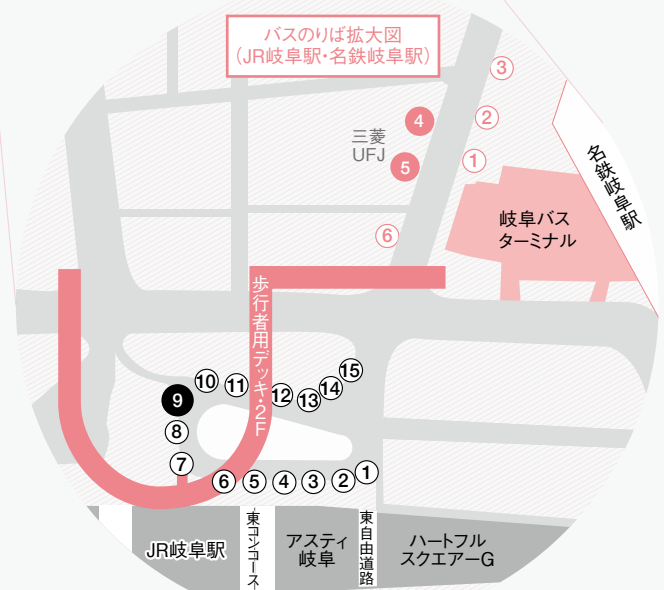 バスのりば拡大図
(JR岐阜駅・名鉄岐阜駅)
③
②
①
④
⑤
⑥
三菱
UFJ
名鉄岐阜駅
岐阜バス
ターミナル
歩行者用デッキ・2F
⑮
⑭
⑬
⑫
⑪
⑩
9
⑧
⑦
⑥
⑤
④
③
②
①
JR岐阜駅
東コンコース
アスティ
岐阜
東自由道路
ハートフル
スクエアーG